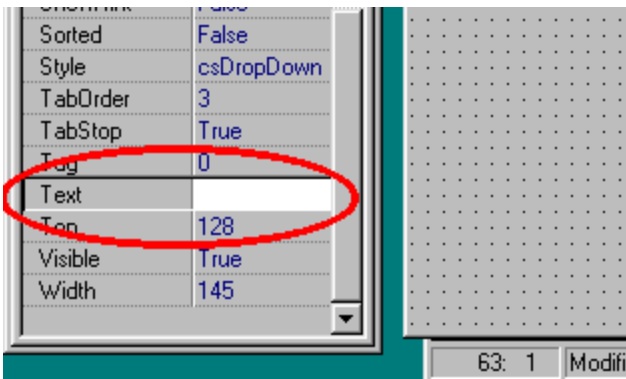 Sorted False
Style csDropDown
TabOrder 3
TabStop True
Tag 0
Text
Top 128
Visible True
Width 145
63: 1 Modifi